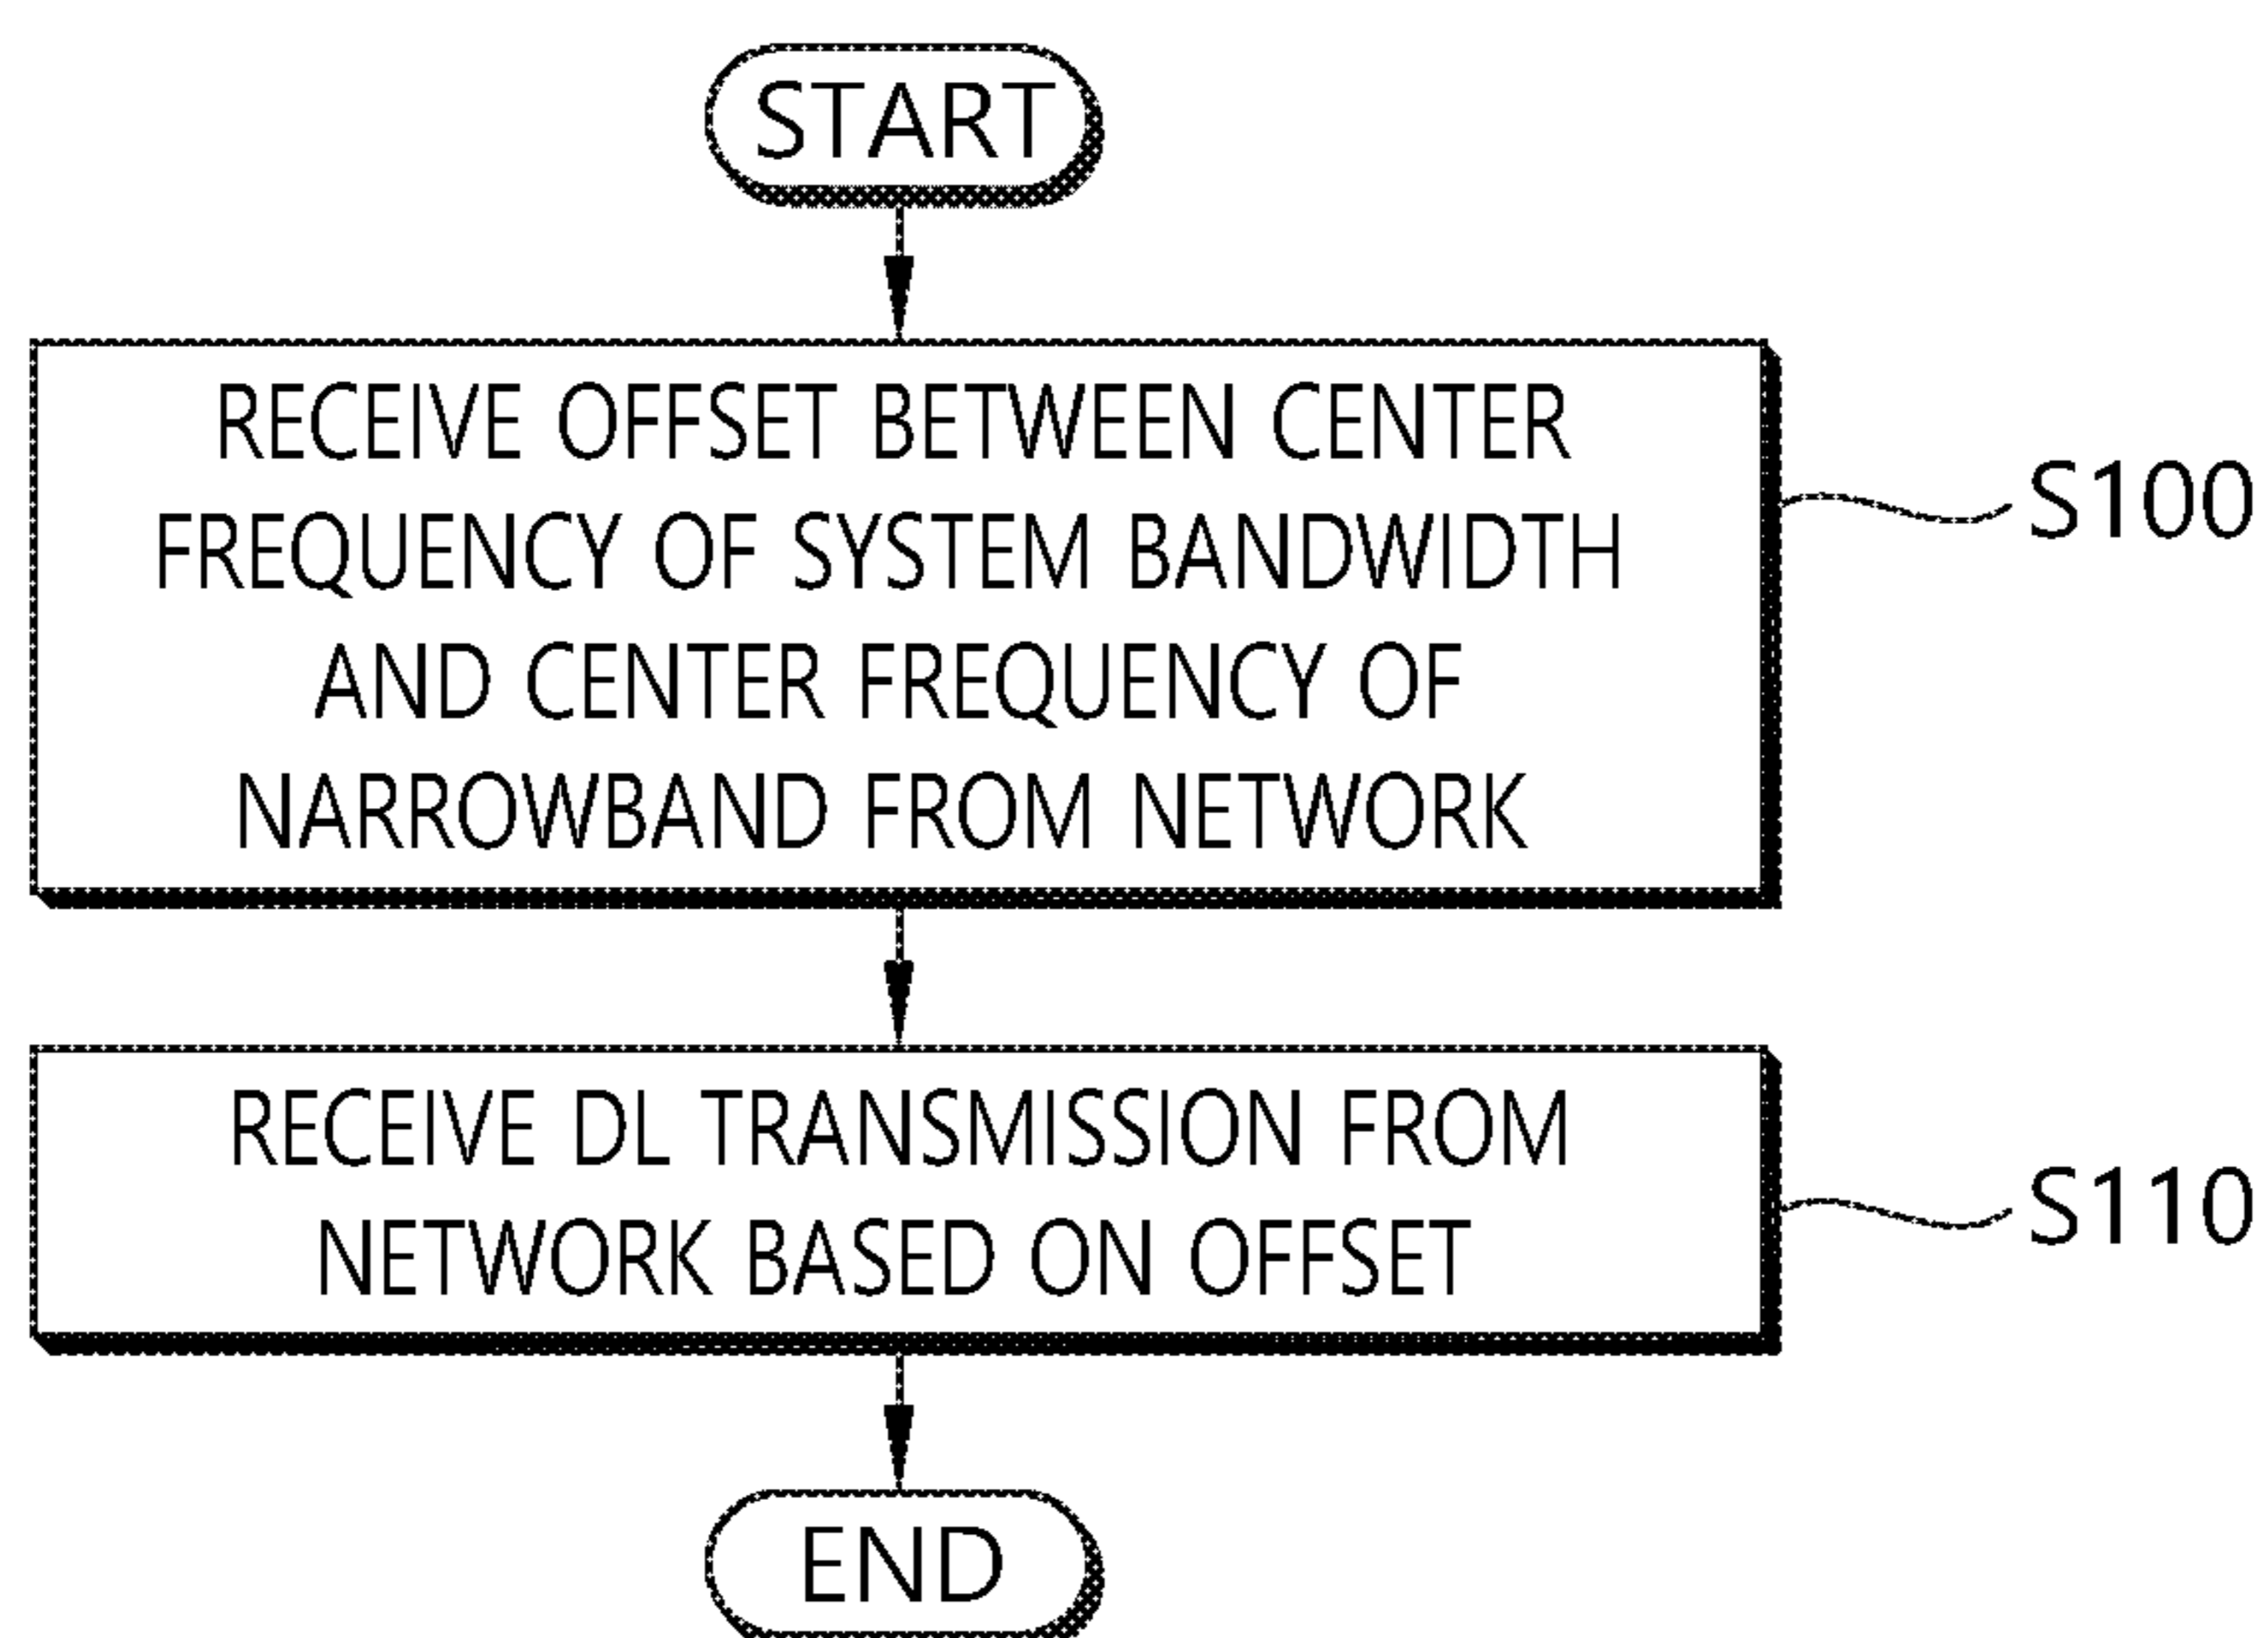 START
RECEIVE OFFSET BETWEEN CENTER
FREQUENCY OF SYSTEM BANDWIDTH
AND CENTER FREQUENCY OF
NARROWBAND FROM NETWORK
S100
RECEIVE DL TRANSMISSION FROM
NETWORK BASED ON OFFSET
S110
END